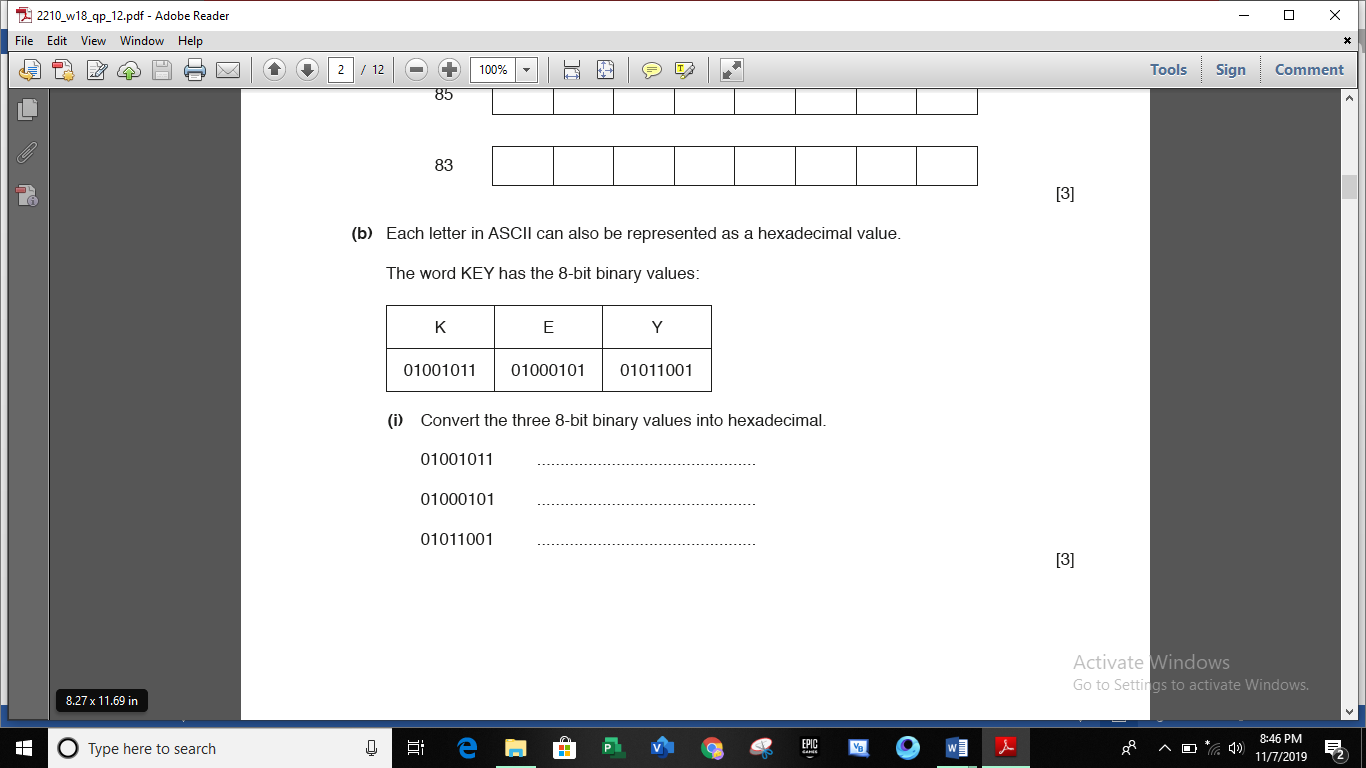 2210_w18_qp_12.pdf - Adobe Reader
File Edit View Window Help
2 / 12 100% Tools Sign Comment
85
83
[3]
(b) Each letter in ASCII can also be represented as a hexadecimal value.
The word KEY has the 8-bit binary values:
K E Y
01001011 01000101 01011001
(i) Convert the three 8-bit binary values into hexadecimal.
01001011 ................................................
01000101 ................................................
01011001 ................................................
[3]
Activate Windows
Go to Settings to activate Windows.
8.27 x 11.69 in
Type here to search
EPIC GAMES
8:46 PM
11/7/2019
2